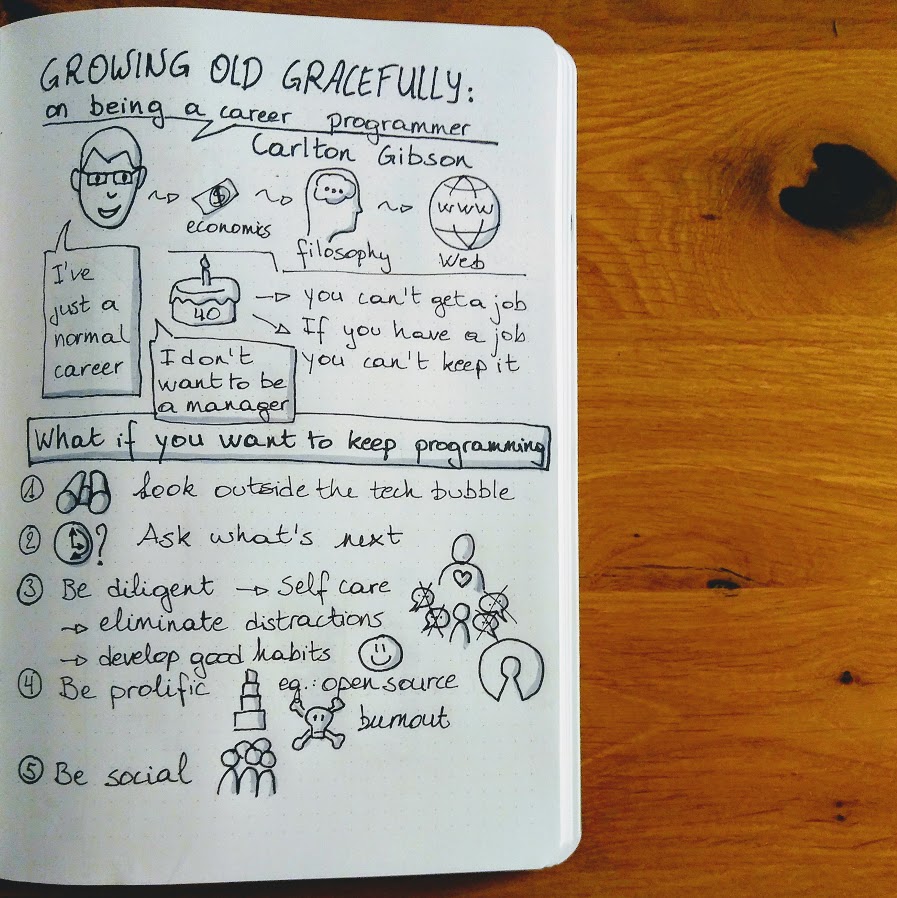 GROWING OLD GRACEFULLY:
on being a career programmer
Carlton Gibson
$
...
www
economics
filosophy
Web
I've
just a
normal
career
40
you can't get a job
If you have a job
you can't keep it
I don't
want to be
a manager
What if you want to keep programming
1 Look outside the tech bubble
2 ? Ask what's next
3 Be diligent → Self care
→ eliminate distractions
→ develop good habits
4 Be prolific eg.: open source
burnout
5 Be social